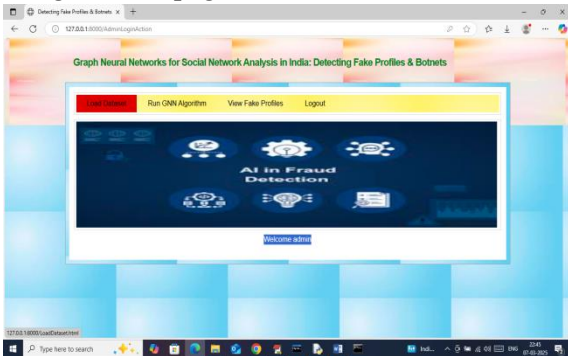 Detecting Fake Profiles & Botnets
127.0.0.1:8000/AdminLoginAction
Graph Neural Networks for Social Network Analysis in India: Detecting Fake Profiles & Botnets
Load Dataset Run GNN Algorithm View Fake Profiles Logout
AI in Fraud
Detection
Welcome admin
127.0.0.1:8000/LoadDataset.html
Type here to search
Indi... ENG 22:45
07-03-2025